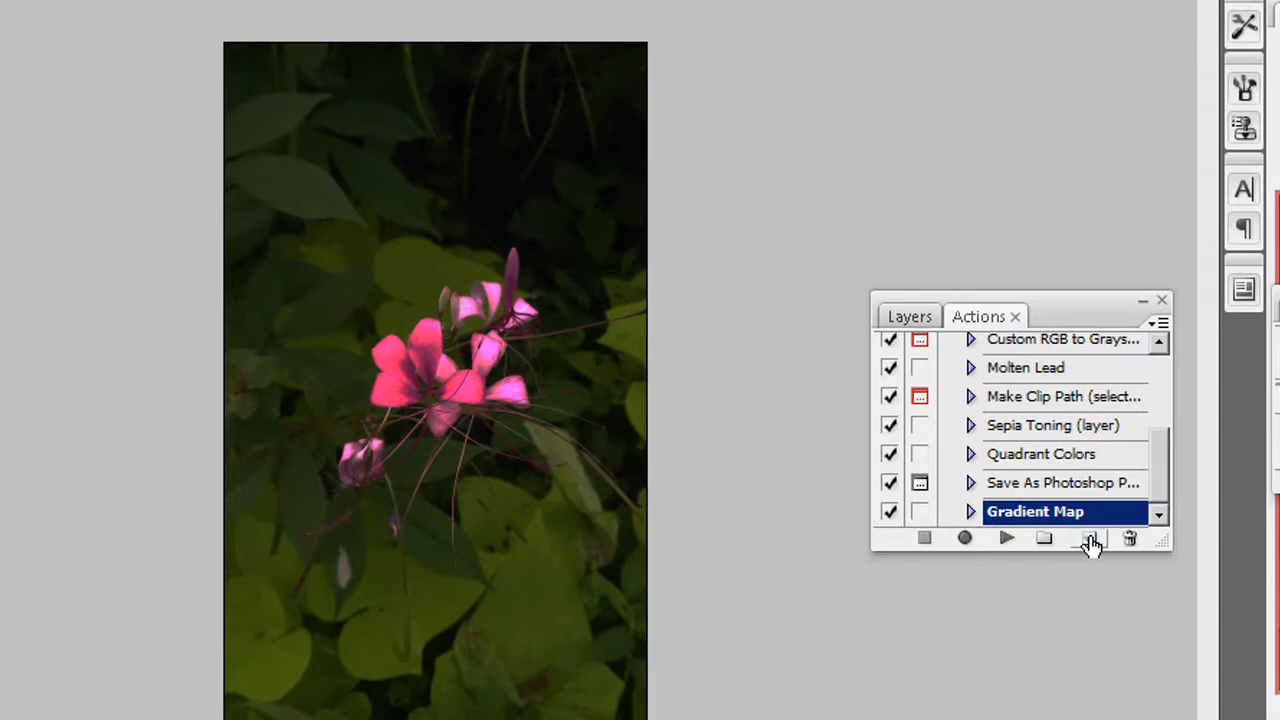 Layers
Actions
Custom RGB to Grays...
Molten Lead
Make Clip Path (select...
Sepia Toning (layer)
Quadrant Colors
Save As Photoshop P...
Gradient Map